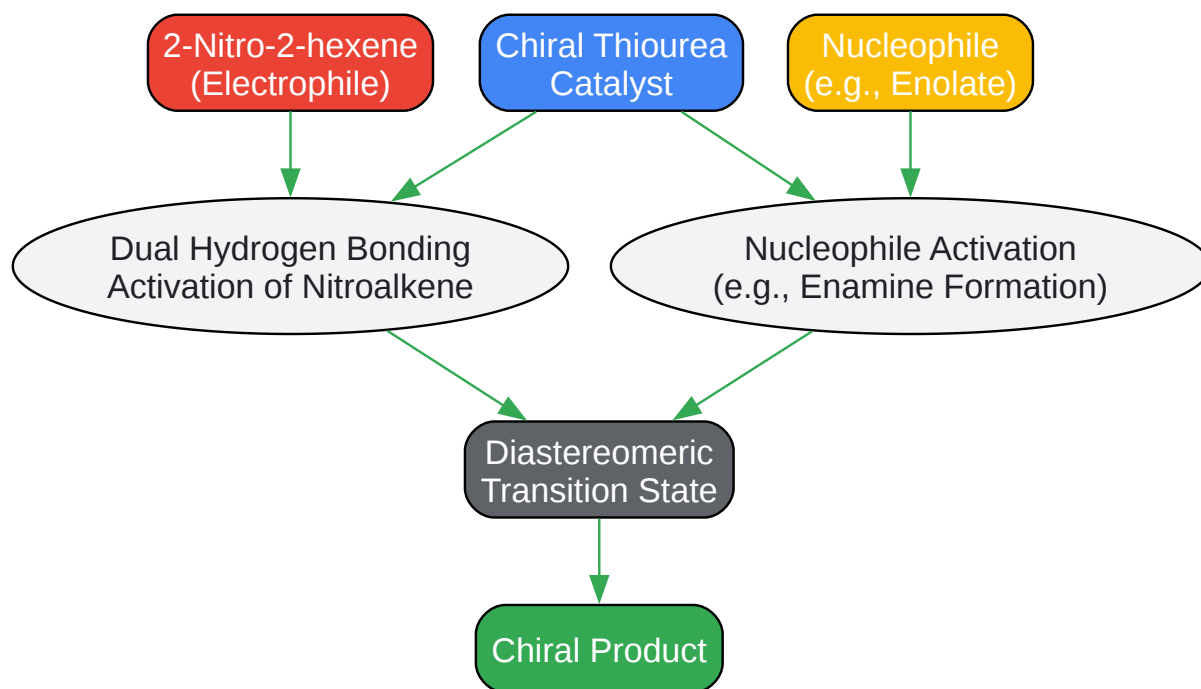 2-Nitro-2-hexene
(Electrophile)
Chiral Thiourea
Catalyst
Nucleophile
(e.g., Enolate)
Dual Hydrogen Bonding
Activation of Nitroalkene
Nucleophile Activation
(e.g., Enamine Formation)
Diastereomeric
Transition State
Chiral Product